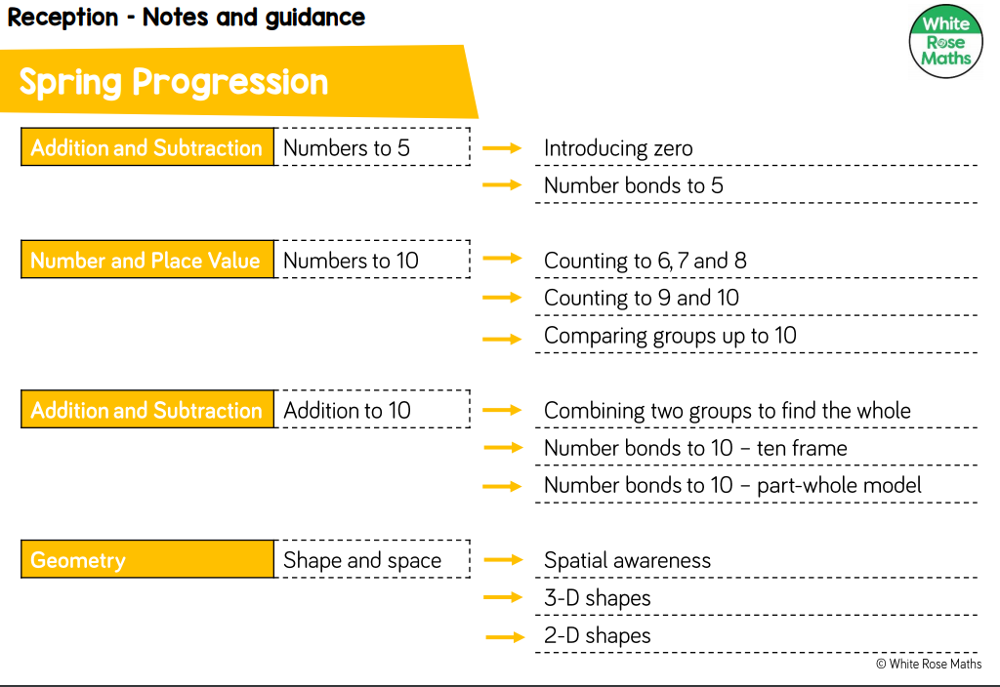 Reception - Notes and guidance
White
Rose
Maths
Spring Progression
Addition and Subtraction Numbers to 5 Introducing zero
Number bonds to 5
Number and Place Value Numbers to 10 Counting to 6, 7 and 8
Counting to 9 and 10
Comparing groups up to 10
Addition and Subtraction Addition to 10 Combining two groups to find the whole
Number bonds to 10 – ten frame
Number bonds to 10 – part-whole model
Geometry Shape and space Spatial awareness
3-D shapes
2-D shapes
© White Rose Maths